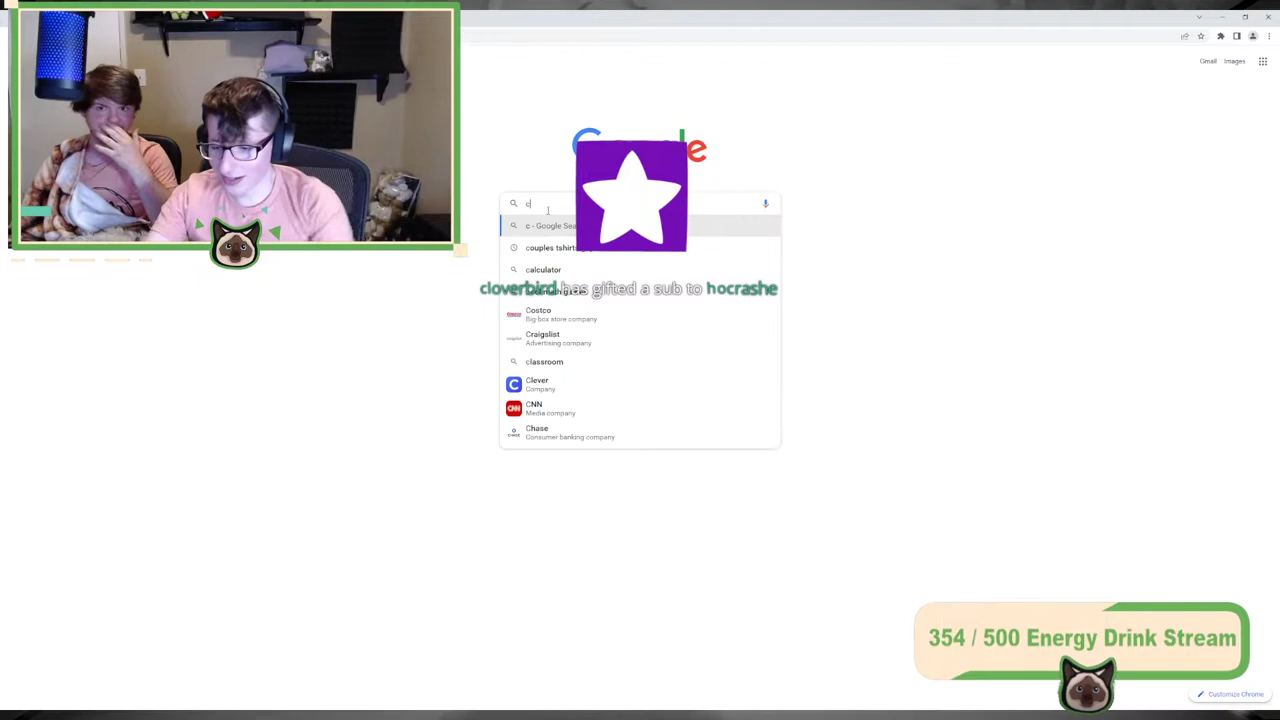 Gmail Images
c
c - Google Sea
couples tshirts
calculator
cloverbird has gifted a sub to hocrashe
Costco
Big box store company
Craigslist
Advertising company
classroom
Clever
Company
CNN
Media company
Chase
Consumer banking company
354 / 500 Energy Drink Stream
Customize Chrome